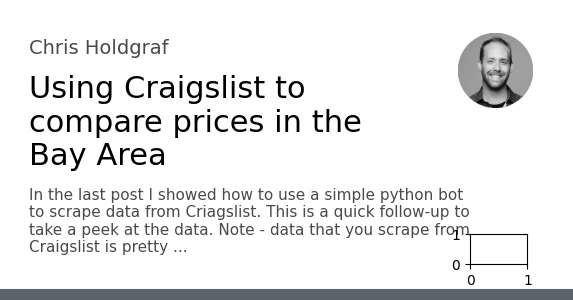 Chris Holdgraf
Using Craigslist to
compare prices in the
Bay Area
In the last post I showed how to use a simple python bot
to scrape data from Criagslist. This is a quick follow-up to
take a peek at the data. Note - data that you scrape from
Craigslist is pretty ...
1
0
0 1